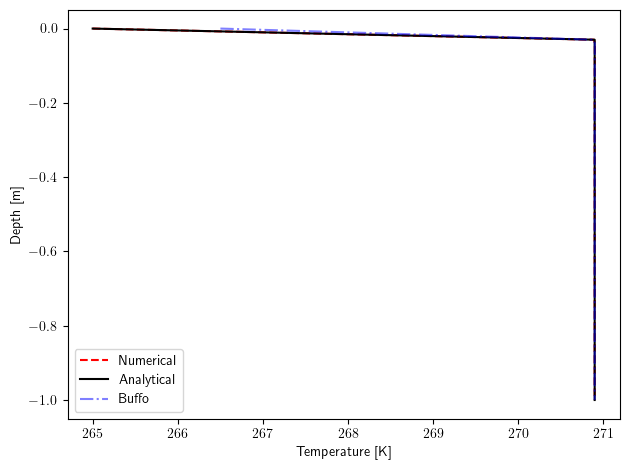 0.0
−0.2
−0.4
−0.6
−0.8
−1.0
Depth [m]
Numerical
Analytical
Buffo
265 266 267 268 269 270 271
Temperature [K]